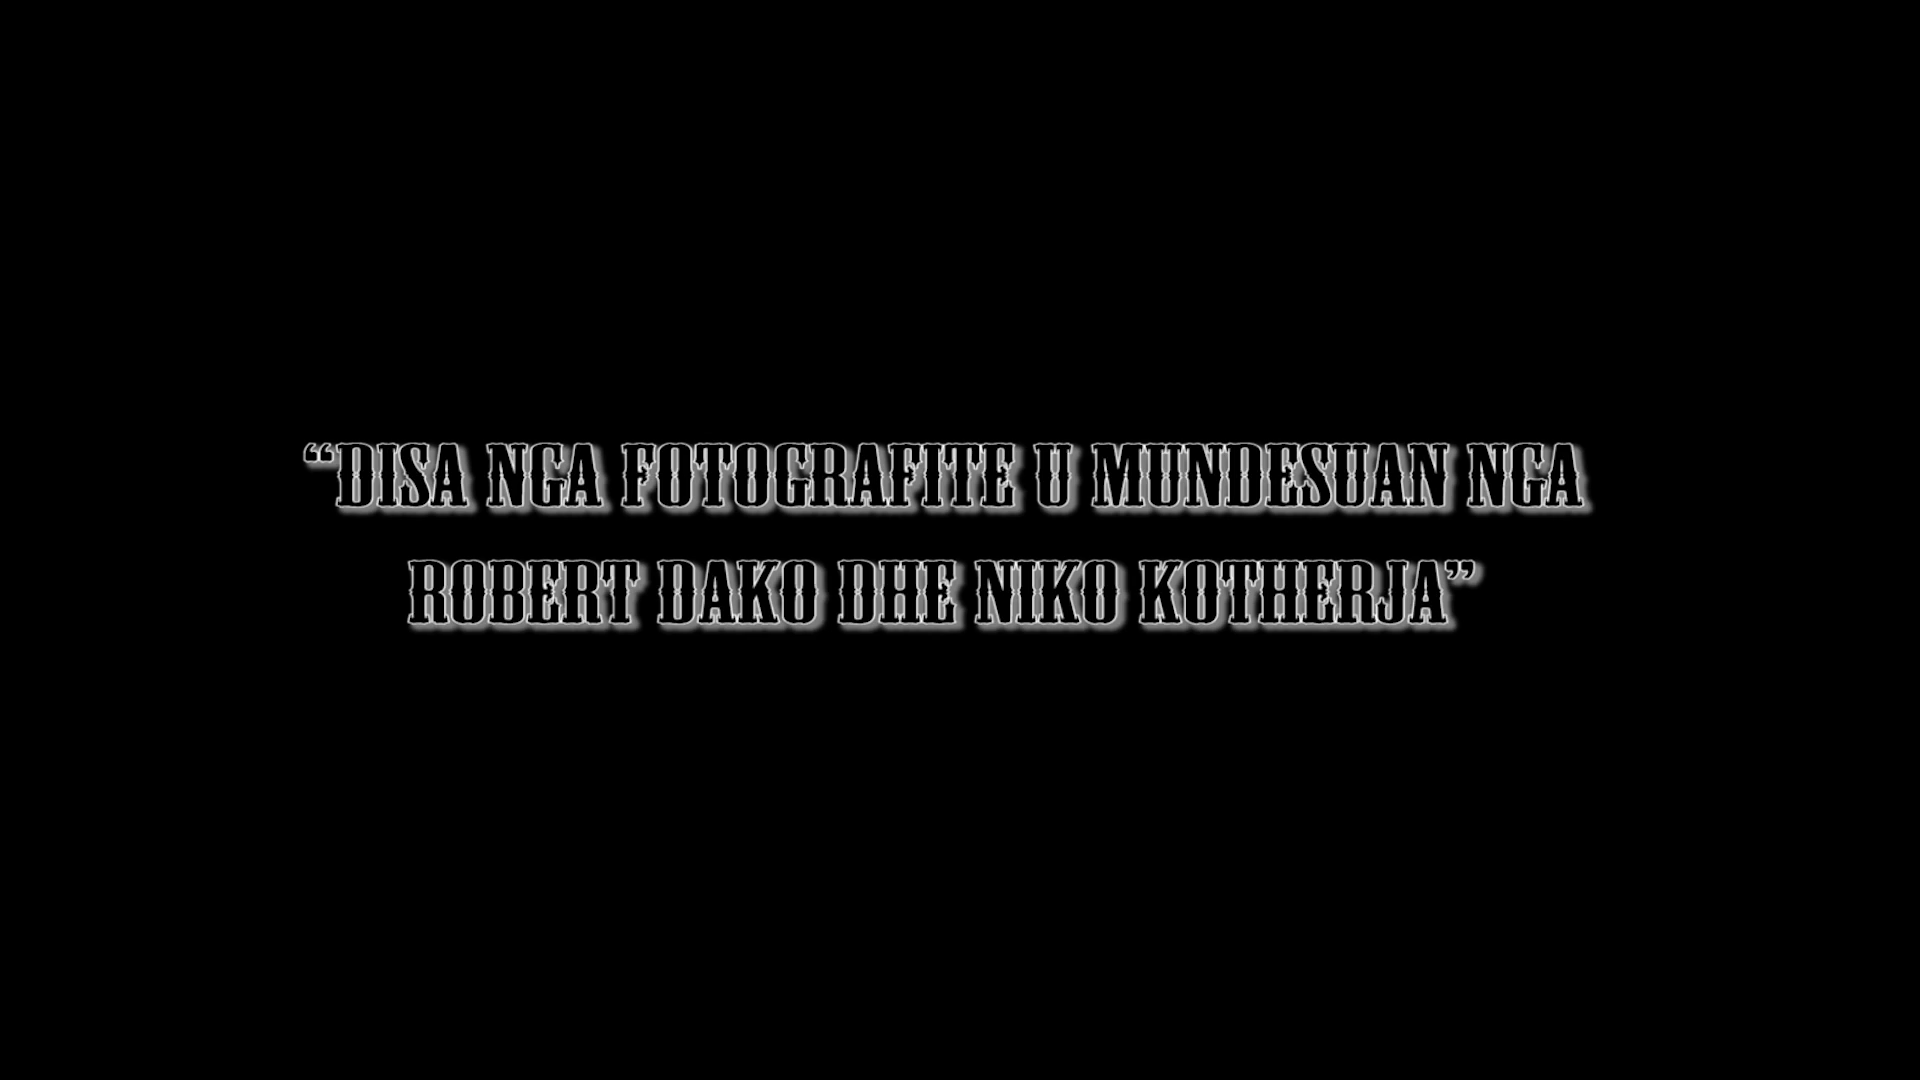 “DISA NGA FOTOGRAFITE U MUNDESUAN NGA
ROBERT DAKO DHE NIKO KOTHERJA”